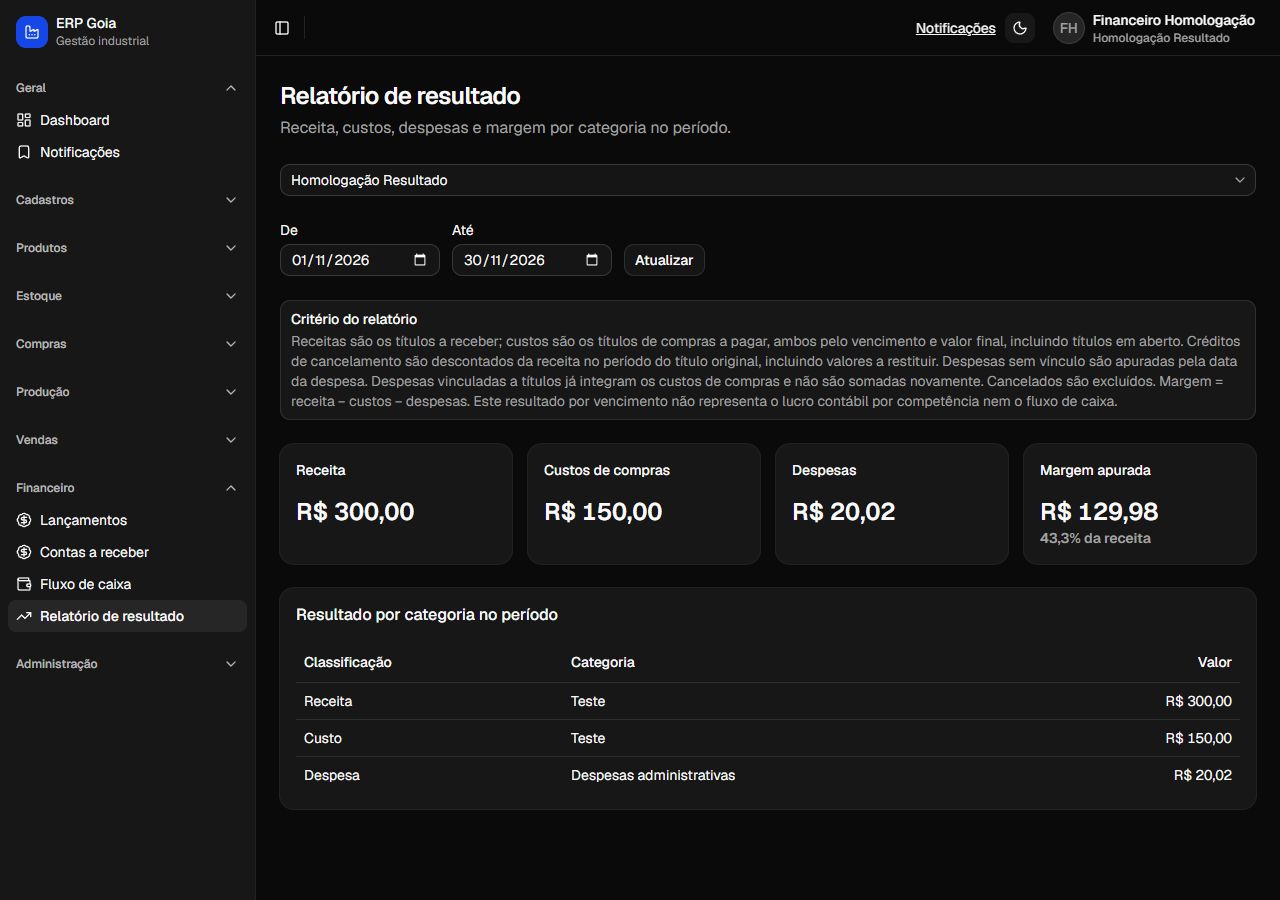 ERP Goia
Gestão industrial
Geral
Dashboard
Notificações
Cadastros
Produtos
Estoque
Compras
Produção
Vendas
Financeiro
Lançamentos
Contas a receber
Fluxo de caixa
Relatório de resultado
Administração
Notificações
FH
Financeiro Homologação
Homologação Resultado
Relatório de resultado
Receita, custos, despesas e margem por categoria no período.
Homologação Resultado
De
Até
01/11/2026
30/11/2026
Atualizar
Critério do relatório
Receitas são os títulos a receber; custos são os títulos de compras a pagar, ambos pelo vencimento e valor final, incluindo títulos em aberto. Créditos
de cancelamento são descontados da receita no período do título original, incluindo valores a restituir. Despesas sem vínculo são apuradas pela data
da despesa. Despesas vinculadas a títulos já integram os custos de compras e não são somadas novamente. Cancelados são excluídos. Margem =
receita – custos – despesas. Este resultado por vencimento não representa o lucro contábil por competência nem o fluxo de caixa.
Receita
R$ 300,00
Custos de compras
R$ 150,00
Despesas
R$ 20,02
Margem apurada
R$ 129,98
43,3% da receita
Resultado por categoria no período
Classificação Categoria Valor
Receita Teste R$ 300,00
Custo Teste R$ 150,00
Despesa Despesas administrativas R$ 20,02